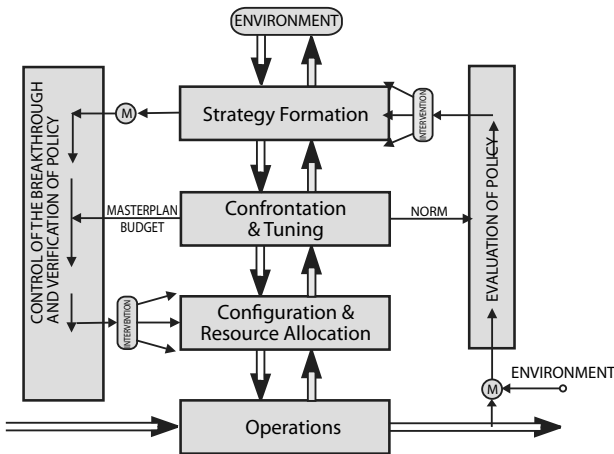 ENVIRONMENT
Strategy Formation
M
INTERVENTION
CONTROL OF THE BREAKTHROUGH
AND VERIFICATION OF POLICY
EVALUATION OF POLICY
MASTERPLAN
BUDGET
Confrontation
& Tuning
NORM
INTERVENTION
Configuration &
Resource Allocation
ENVIRONMENT
M
Operations